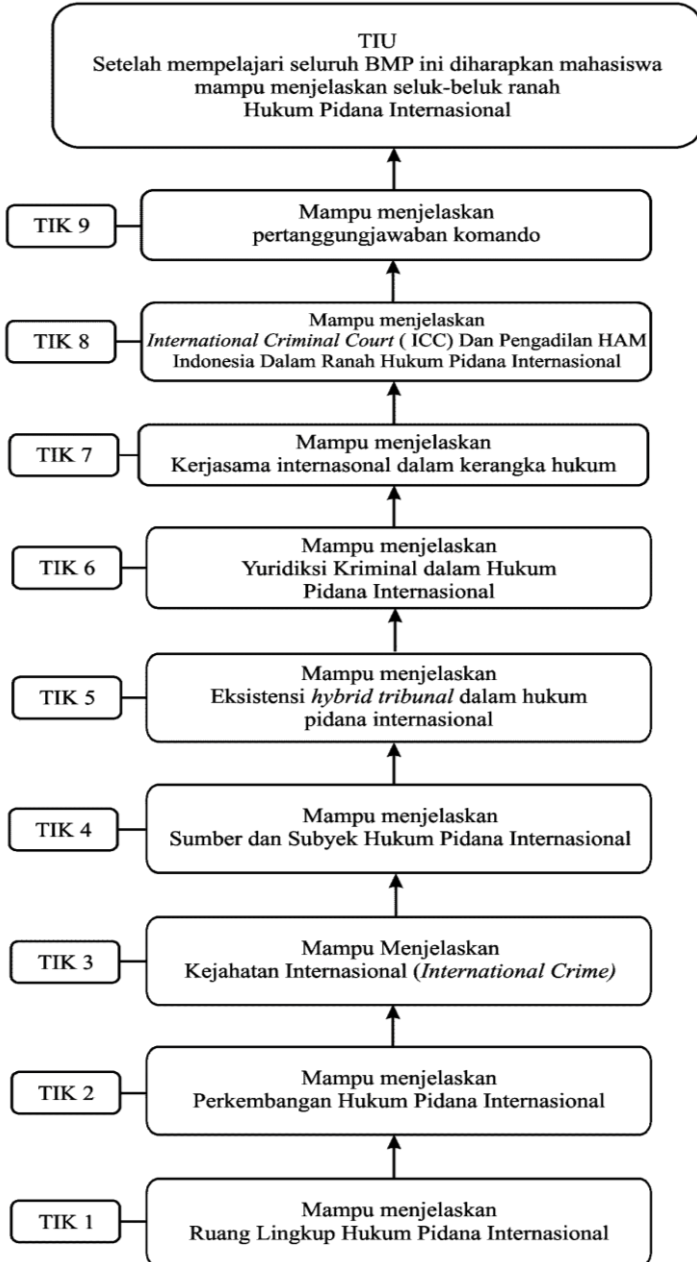 TIU
Setelah mempelajari seluruh BMP ini diharapkan mahasiswa
mampu menjelaskan seluk-beluk ranah
Hukum Pidana Internasional
TIK 9
Mampu menjelaskan
pertanggungjawaban komando
TIK 8
Mampu menjelaskan
International Criminal Court ( ICC) Dan Pengadilan HAM
Indonesia Dalam Ranah Hukum Pidana Internasional
TIK 7
Mampu menjelaskan
Kerjasama internasonal dalam kerangka hukum
TIK 6
Mampu menjelaskan
Yuridiksi Kriminal dalam Hukum
Pidana Internasional
TIK 5
Mampu menjelaskan
Eksistensi hybrid tribunal dalam hukum
pidana internasional
TIK 4
Mampu menjelaskan
Sumber dan Subyek Hukum Pidana Internasional
TIK 3
Mampu Menjelaskan
Kejahatan Internasional (International Crime)
TIK 2
Mampu menjelaskan
Perkembangan Hukum Pidana Internasional
TIK 1
Mampu menjelaskan
Ruang Lingkup Hukum Pidana Internasional